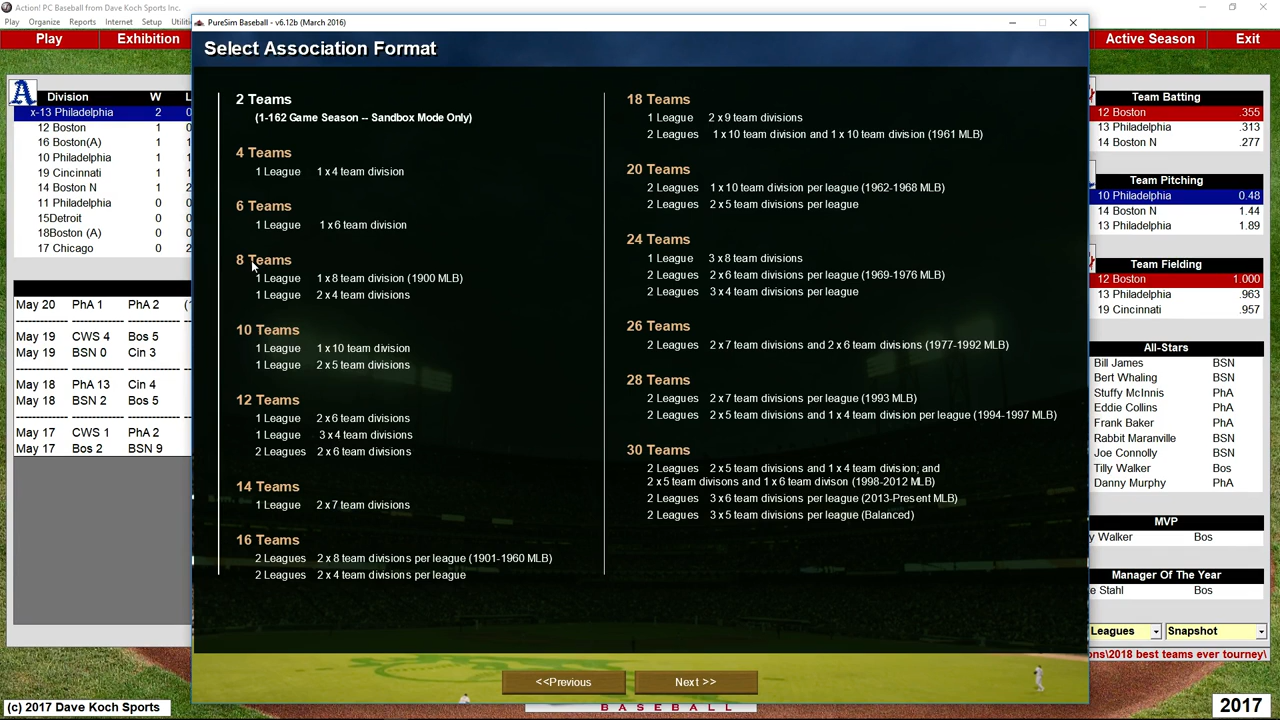 Action! PC Baseball from Dave Koch Sports Inc.
Play Organize Reports Internet Setup Utiliti
Play Exhibition
Active Season Exit
Division W L
x-13 Philadelphia 2 0
12 Boston 1 0
16 Boston(A) 1 1
10 Philadelphia 1 1
19 Cincinnati 1 1
14 Boston N 1 2
11 Philadelphia 0 0
15Detroit 0 0
18Boston (A) 0 0
17 Chicago 0 2
May 20 PhA 1 PhA 2 (1
May 19 CWS 4 Bos 5
May 19 BSN 0 Cin 3
May 18 PhA 13 Cin 4
May 18 BSN 2 Bos 5
May 17 CWS 1 PhA 2
May 17 Bos 2 BSN 9
(c) 2017 Dave Koch Sports
PureSim Baseball - v6.12b (March 2016)
Select Association Format
2 Teams
(1-162 Game Season -- Sandbox Mode Only)
4 Teams
1 League 1 x 4 team division
6 Teams
1 League 1 x 6 team division
8 Teams
1 League 1 x 8 team division (1900 MLB)
1 League 2 x 4 team divisions
10 Teams
1 League 1 x 10 team division
1 League 2 x 5 team divisions
12 Teams
1 League 2 x 6 team divisions
1 League 3 x 4 team divisions
2 Leagues 2 x 6 team divisions
14 Teams
1 League 2 x 7 team divisions
16 Teams
2 Leagues 2 x 8 team divisions per league (1901-1960 MLB)
2 Leagues 2 x 4 team divisions per league
18 Teams
1 League 2 x 9 team divisions
2 Leagues 1 x 10 team division and 1 x 10 team division (1961 MLB)
20 Teams
2 Leagues 1 x 10 team division per league (1962-1968 MLB)
2 Leagues 2 x 5 team divisions per league
24 Teams
1 League 3 x 8 team divisions
2 Leagues 2 x 6 team divisions per league (1969-1976 MLB)
2 Leagues 3 x 4 team divisions per league
26 Teams
2 Leagues 2 x 7 team divisions and 2 x 6 team divisions (1977-1992 MLB)
28 Teams
2 Leagues 2 x 7 team divisions per league (1993 MLB)
2 Leagues 2 x 5 team divisions and 1 x 4 team division per league (1994-1997 MLB)
30 Teams
2 Leagues 2 x 5 team divisions and 1 x 4 team division; and
2 x 5 team divisons and 1 x 6 team divison (1998-2012 MLB)
2 Leagues 3 x 6 team divisions per league (2013-Present MLB)
2 Leagues 3 x 5 team divisions per league (Balanced)
<<Previous Next >>
BASEBALL
Team Batting
12 Boston .355
13 Philadelphia .313
14 Boston N .277
Team Pitching
10 Philadelphia 0.48
14 Boston N 1.44
13 Philadelphia 1.89
Team Fielding
12 Boston 1.000
13 Philadelphia .963
19 Cincinnati .957
All-Stars
Bill James BSN
Bert Whaling BSN
Stuffy McInnis PhA
Eddie Collins PhA
Frank Baker PhA
Rabbit Maranville BSN
Joe Connolly BSN
Tilly Walker Bos
Danny Murphy PhA
MVP
y Walker Bos
Manager Of The Year
e Stahl Bos
Leagues Snapshot
ons\2018 best teams ever tourney\
2017